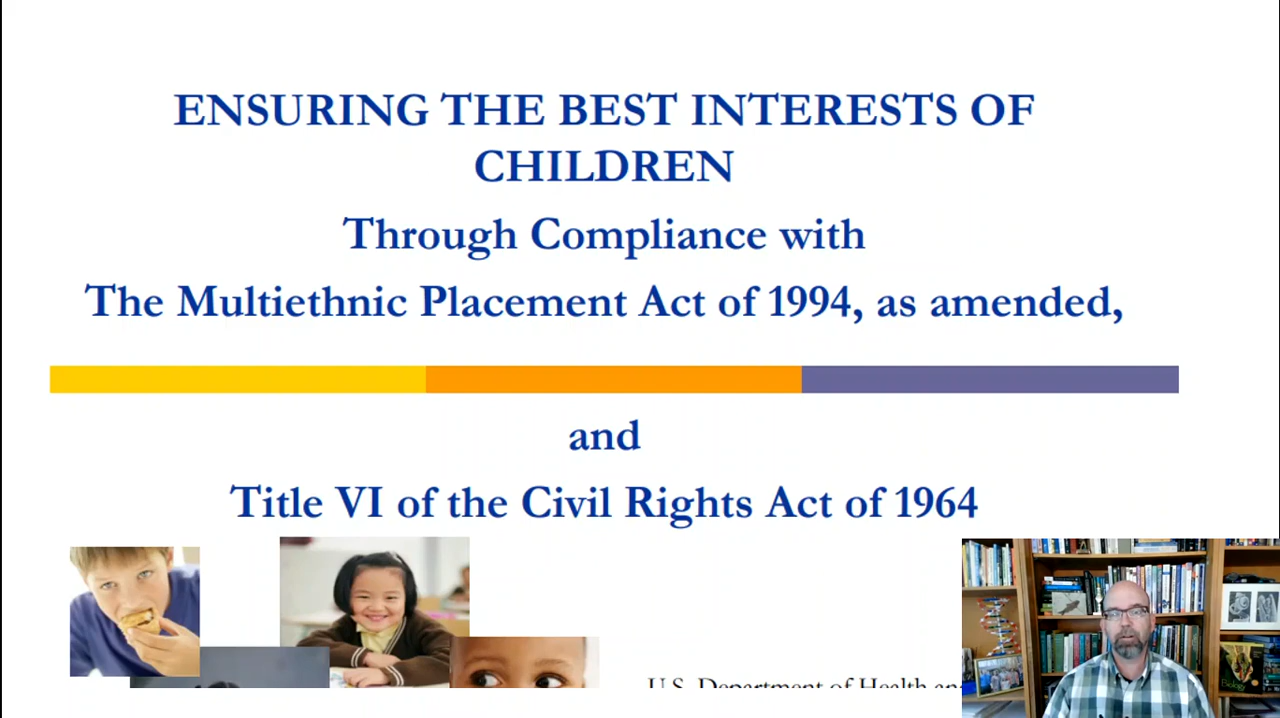 ENSURING THE BEST INTERESTS OF
CHILDREN
Through Compliance with
The Multiethnic Placement Act of 1994, as amended,
and
Title VI of the Civil Rights Act of 1964
U.S. Department of Health